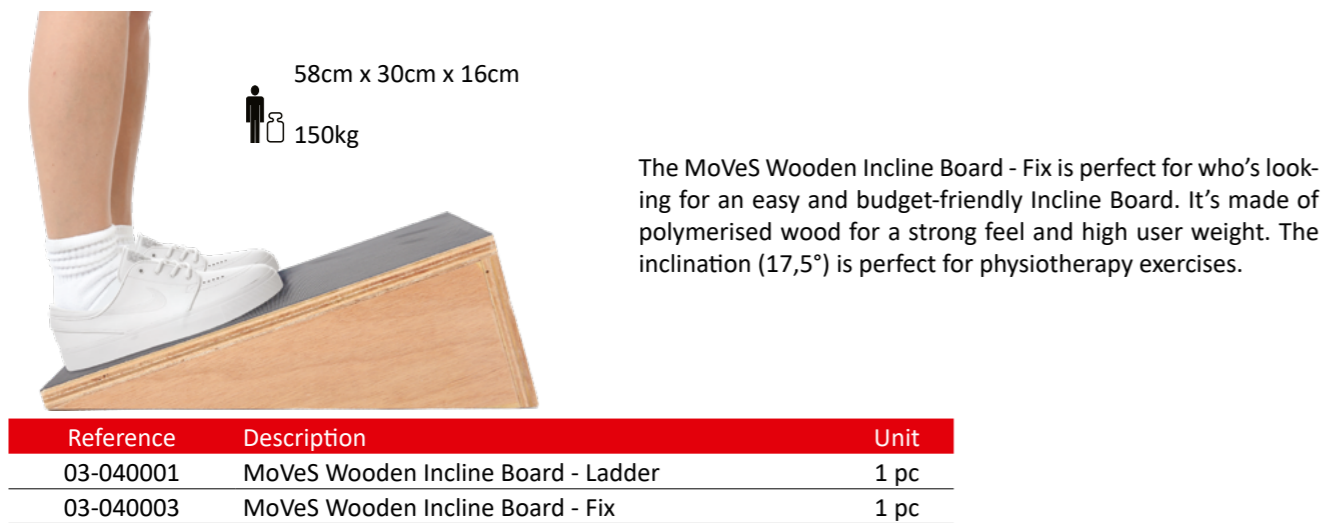 58cm x 30cm x 16cm
150kg
The MoVeS Wooden Incline Board - Fix is perfect for who’s look-
ing for an easy and budget-friendly Incline Board. It’s made of
polymerised wood for a strong feel and high user weight. The
inclination (17,5°) is perfect for physiotherapy exercises.
Reference Description Unit
03-040001 MoVeS Wooden Incline Board - Ladder 1 pc
03-040003 MoVeS Wooden Incline Board - Fix 1 pc